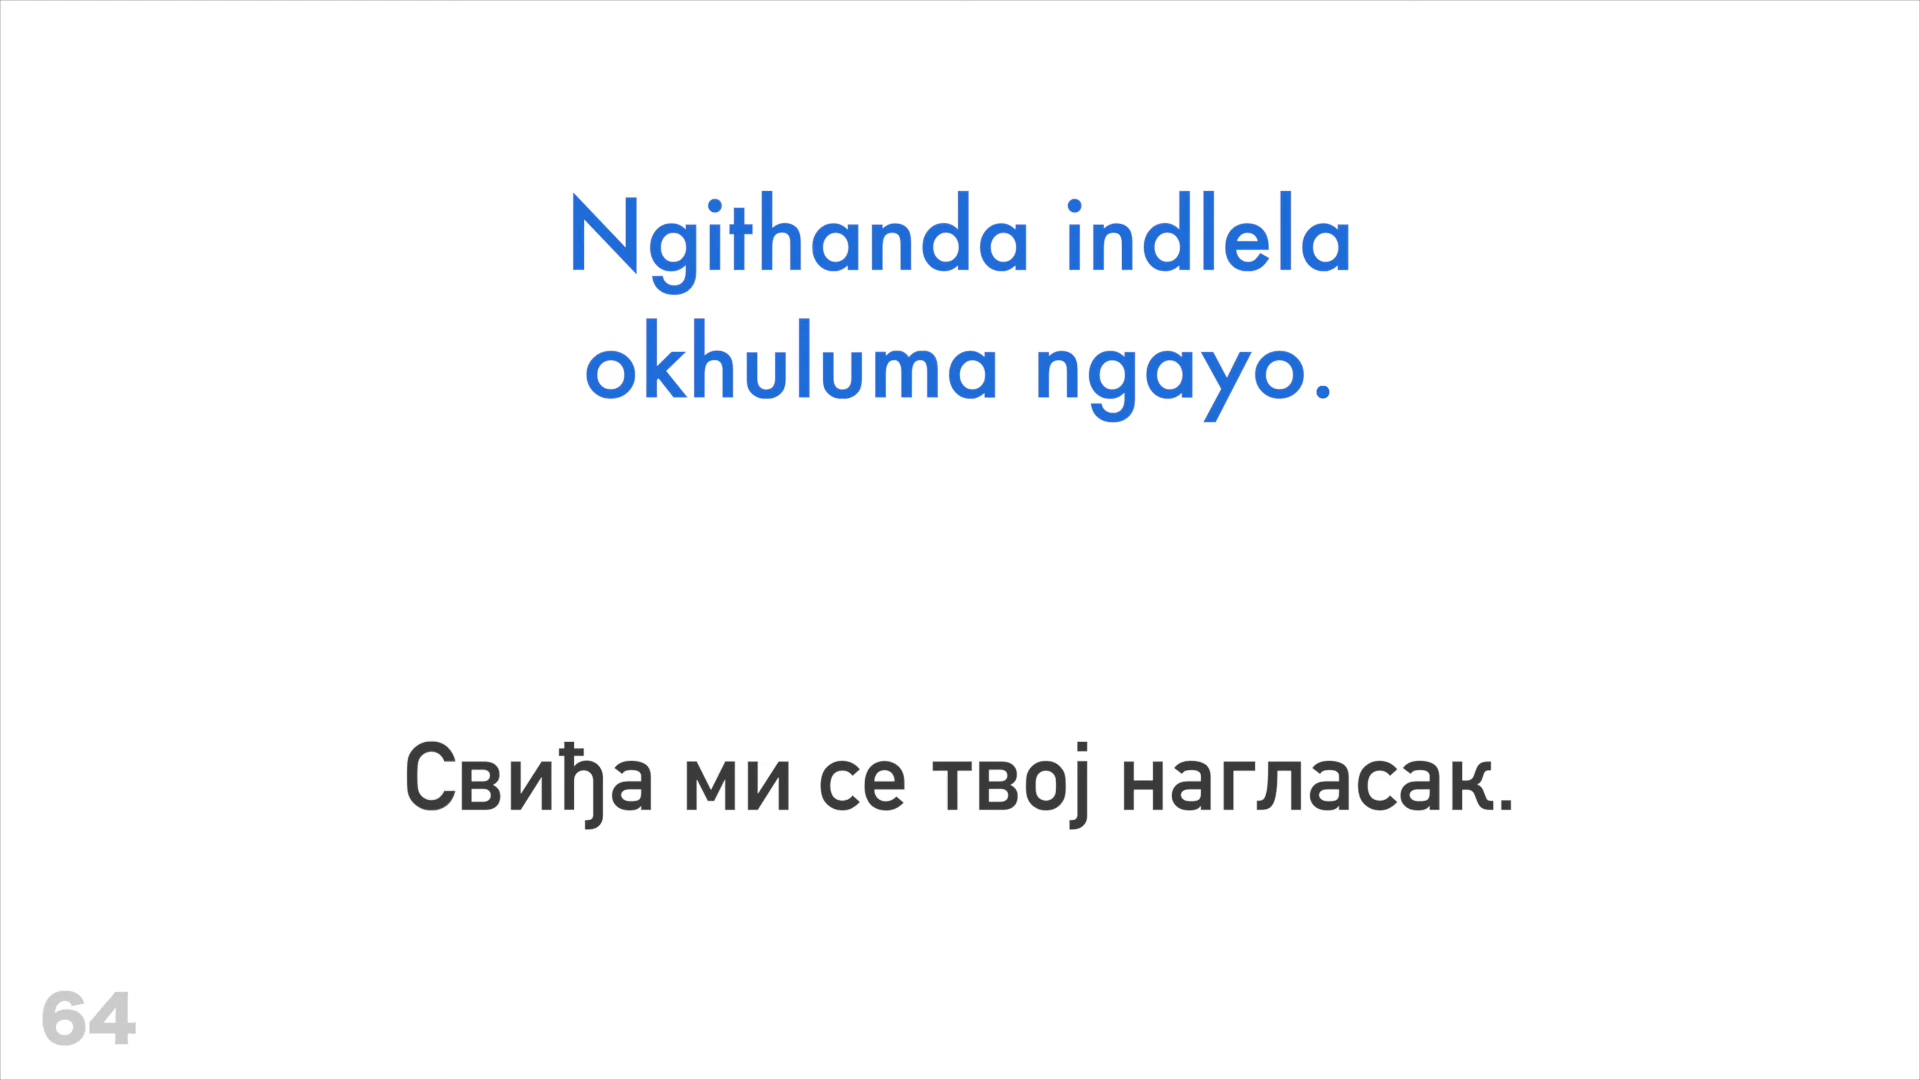 Ngithanda indlela
okhuluma ngayo.
Свиђа ми се твој нагласак.
64